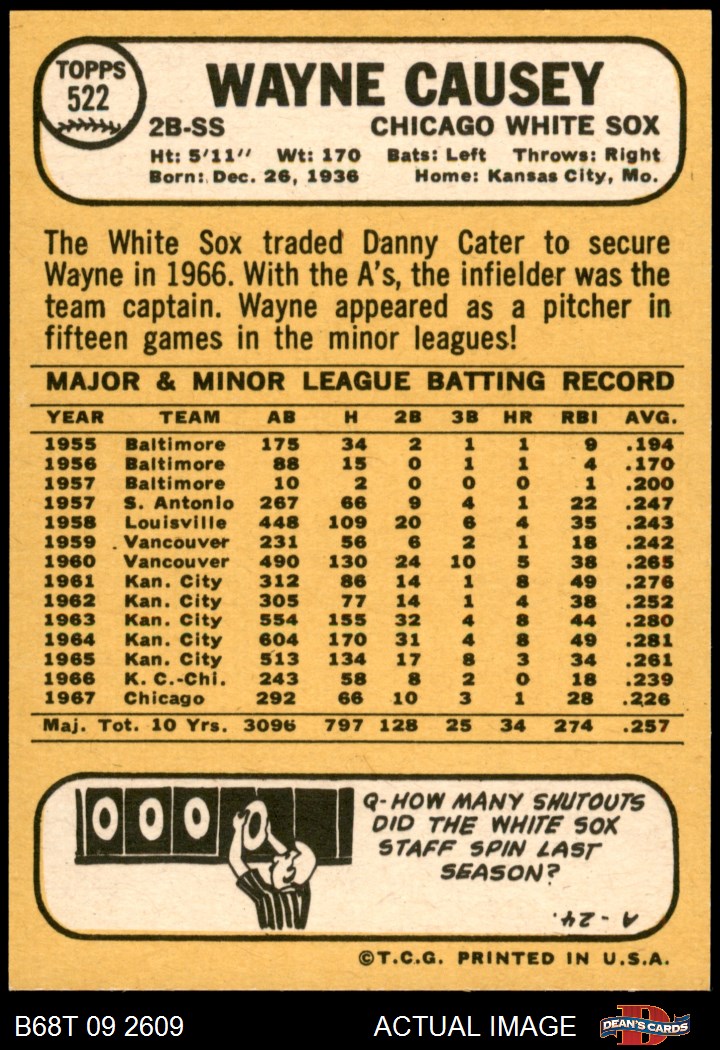 TOPPS
522
WAYNE CAUSEY
2B-SS CHICAGO WHITE SOX
Ht: 5'11" Wt: 170 Bats: Left Throws: Right
Born: Dec. 26, 1936 Home: Kansas City, Mo.
The White Sox traded Danny Cater to secure
Wayne in 1966. With the A's, the infielder was the
team captain. Wayne appeared as a pitcher in
fifteen games in the minor leagues!
MAJOR & MINOR LEAGUE BATTING RECORD
YEAR TEAM AB H 2B 3B HR RBI AVG.
1955 Baltimore 175 34 2 1 1 9 .194
1956 Baltimore 88 15 0 1 1 4 .170
1957 Baltimore 10 2 0 0 0 1 .200
1957 S. Antonio 267 66 9 4 1 22 .247
1958 Louisville 448 109 20 6 4 35 .243
1959 Vancouver 231 56 6 2 1 18 .242
1960 Vancouver 490 130 24 10 5 38 .265
1961 Kan. City 312 86 14 1 8 49 .276
1962 Kan. City 305 77 14 1 4 38 .252
1963 Kan. City 554 155 32 4 8 44 .280
1964 Kan. City 604 170 31 4 8 49 .281
1965 Kan. City 513 134 17 8 3 34 .261
1966 K. C.-Chi. 243 58 8 2 0 18 .239
1967 Chicago 292 66 10 3 1 28 .226
Maj. Tot. 10 Yrs. 3096 797 128 25 34 274 .257
0 0 0 0
Q-HOW MANY SHUTOUTS
DID THE WHITE SOX
STAFF SPIN LAST
SEASON?
A-24.
©T.C.G. PRINTED IN U.S.A.
B68T 09 2609 ACTUAL IMAGE D DEAN'S CARDS